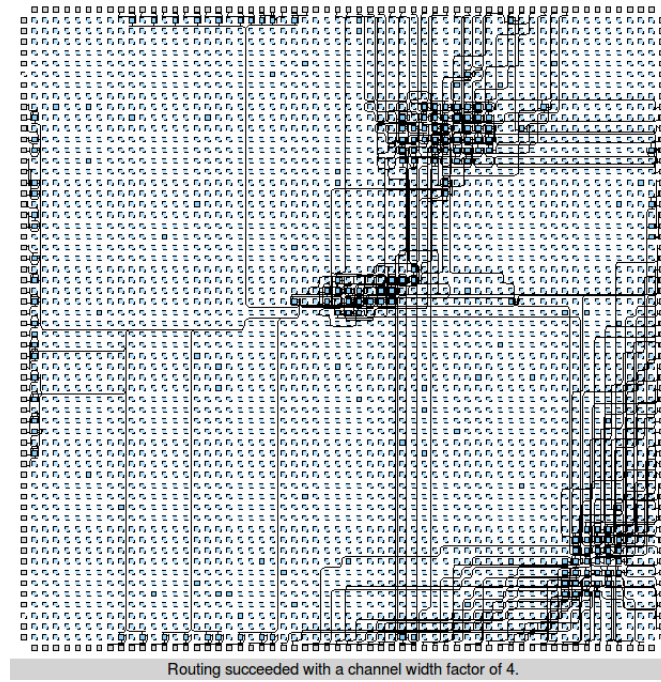 Routing succeeded with a channel width factor of 4.